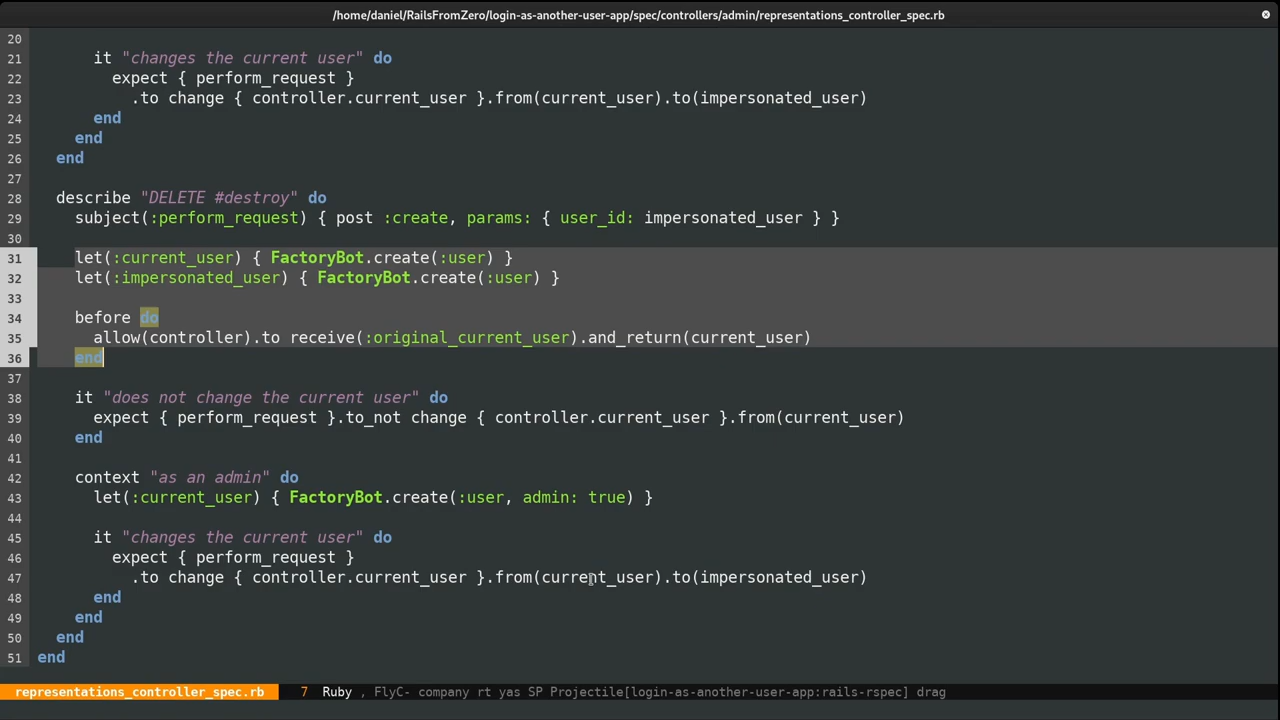 /home/daniel/RailsFromZero/login-as-another-user-app/spec/controllers/admin/representations_controller_spec.rb
20
21 it "changes the current user" do
22 expect { perform_request }
23 .to change { controller.current_user }.from(current_user).to(impersonated_user)
24 end
25 end
26 end
27
28 describe "DELETE #destroy" do
29 subject(:perform_request) { post :create, params: { user_id: impersonated_user } }
30
31 let(:current_user) { FactoryBot.create(:user) }
32 let(:impersonated_user) { FactoryBot.create(:user) }
33
34 before do
35 allow(controller).to receive(:original_current_user).and_return(current_user)
36 end
37
38 it "does not change the current user" do
39 expect { perform_request }.to_not change { controller.current_user }.from(current_user)
40 end
41
42 context "as an admin" do
43 let(:current_user) { FactoryBot.create(:user, admin: true) }
44
45 it "changes the current user" do
46 expect { perform_request }
47 .to change { controller.current_user }.from(current_user).to(impersonated_user)
48 end
49 end
50 end
51 end
representations_controller_spec.rb 7 Ruby , FlyC- company rt yas SP Projectile[login-as-another-user-app:rails-rspec] drag